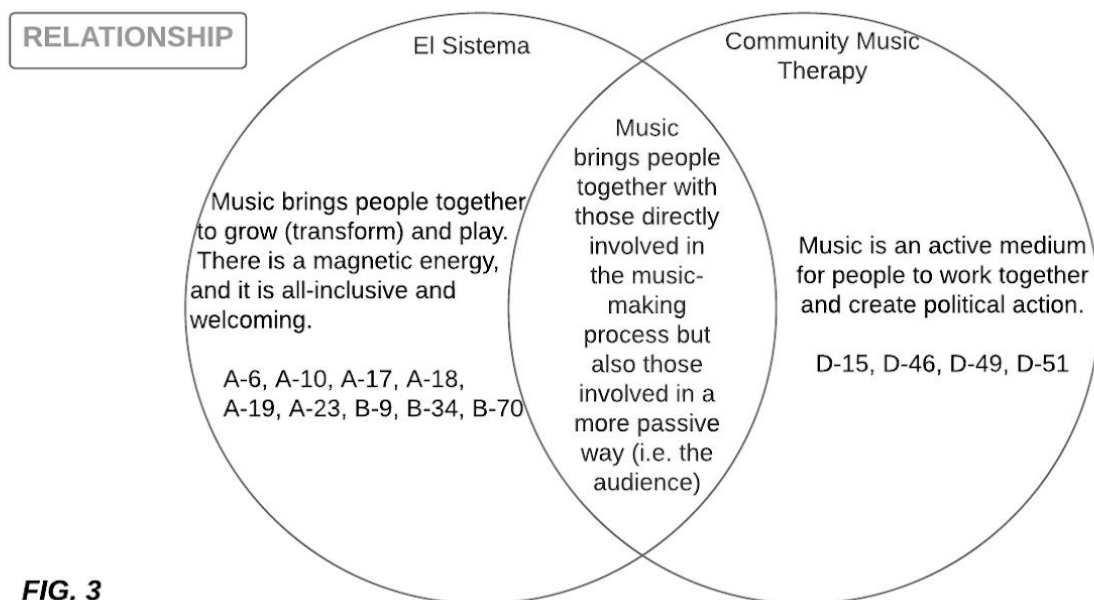 RELATIONSHIP
El Sistema
Community Music
Therapy
Music brings people together
to grow (transform) and play.
There is a magnetic energy,
and it is all-inclusive and
welcoming.
A-6, A-10, A-17, A-18,
A-19, A-23, B-9, B-34, B-70
Music
brings people
together with
those directly
involved in
the music-
making
process but
also those
involved in a
more passive
way (i.e. the
audience)
Music is an active medium
for people to work together
and create political action.
D-15, D-46, D-49, D-51
FIG. 3